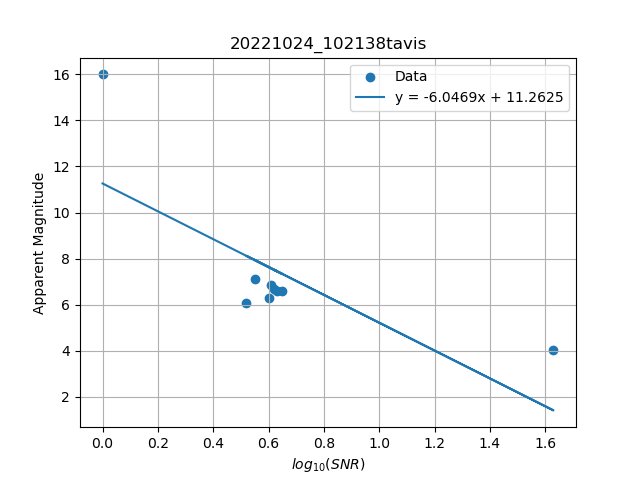 20221024_102138tavis
Data
y = -6.0469x + 11.2625
Apparent Magnitude
16
14
12
10
8
6
4
2
0.0 0.2 0.4 0.6 0.8 1.0 1.2 1.4 1.6
log₁₀(SNR)